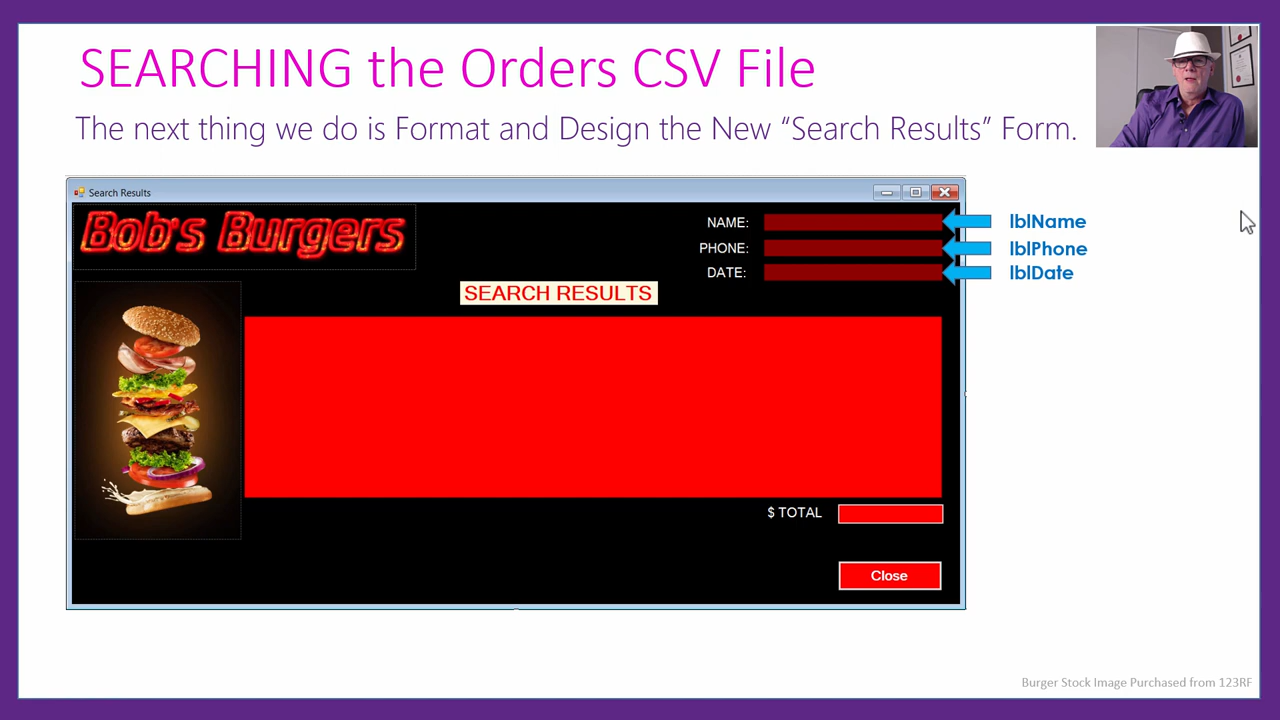 SEARCHING the Orders CSV File
The next thing we do is Format and Design the New “Search Results” Form.
Search Results
Bob's Burgers
NAME:
lblName
PHONE:
lblPhone
DATE:
lblDate
SEARCH RESULTS
$ TOTAL
Close
Burger Stock Image Purchased from 123RF